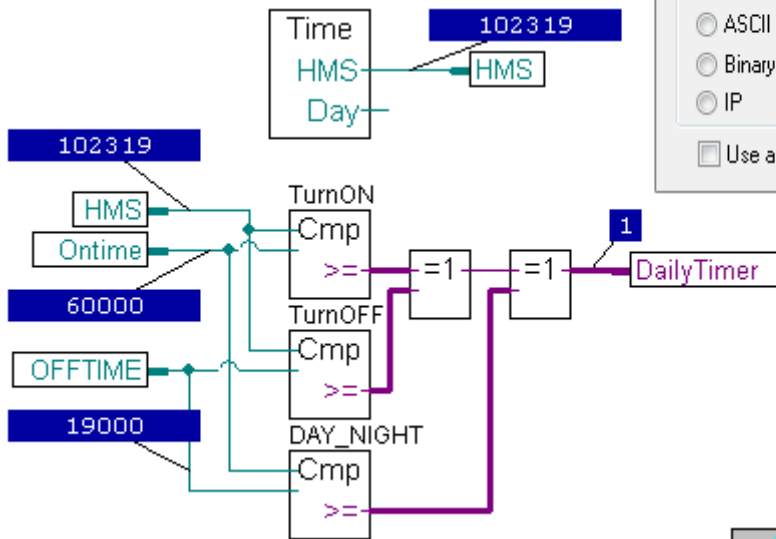 Time
102319
HMS
HMS
Day
ASCII
Binary
IP
Use a
102319
TurnON
HMS
Cmp
Ontime
>=
=1
=1
1
DailyTimer
60000
TurnOFF
Cmp
OFFTIME
>=
19000
DAY_NIGHT
Cmp
>=